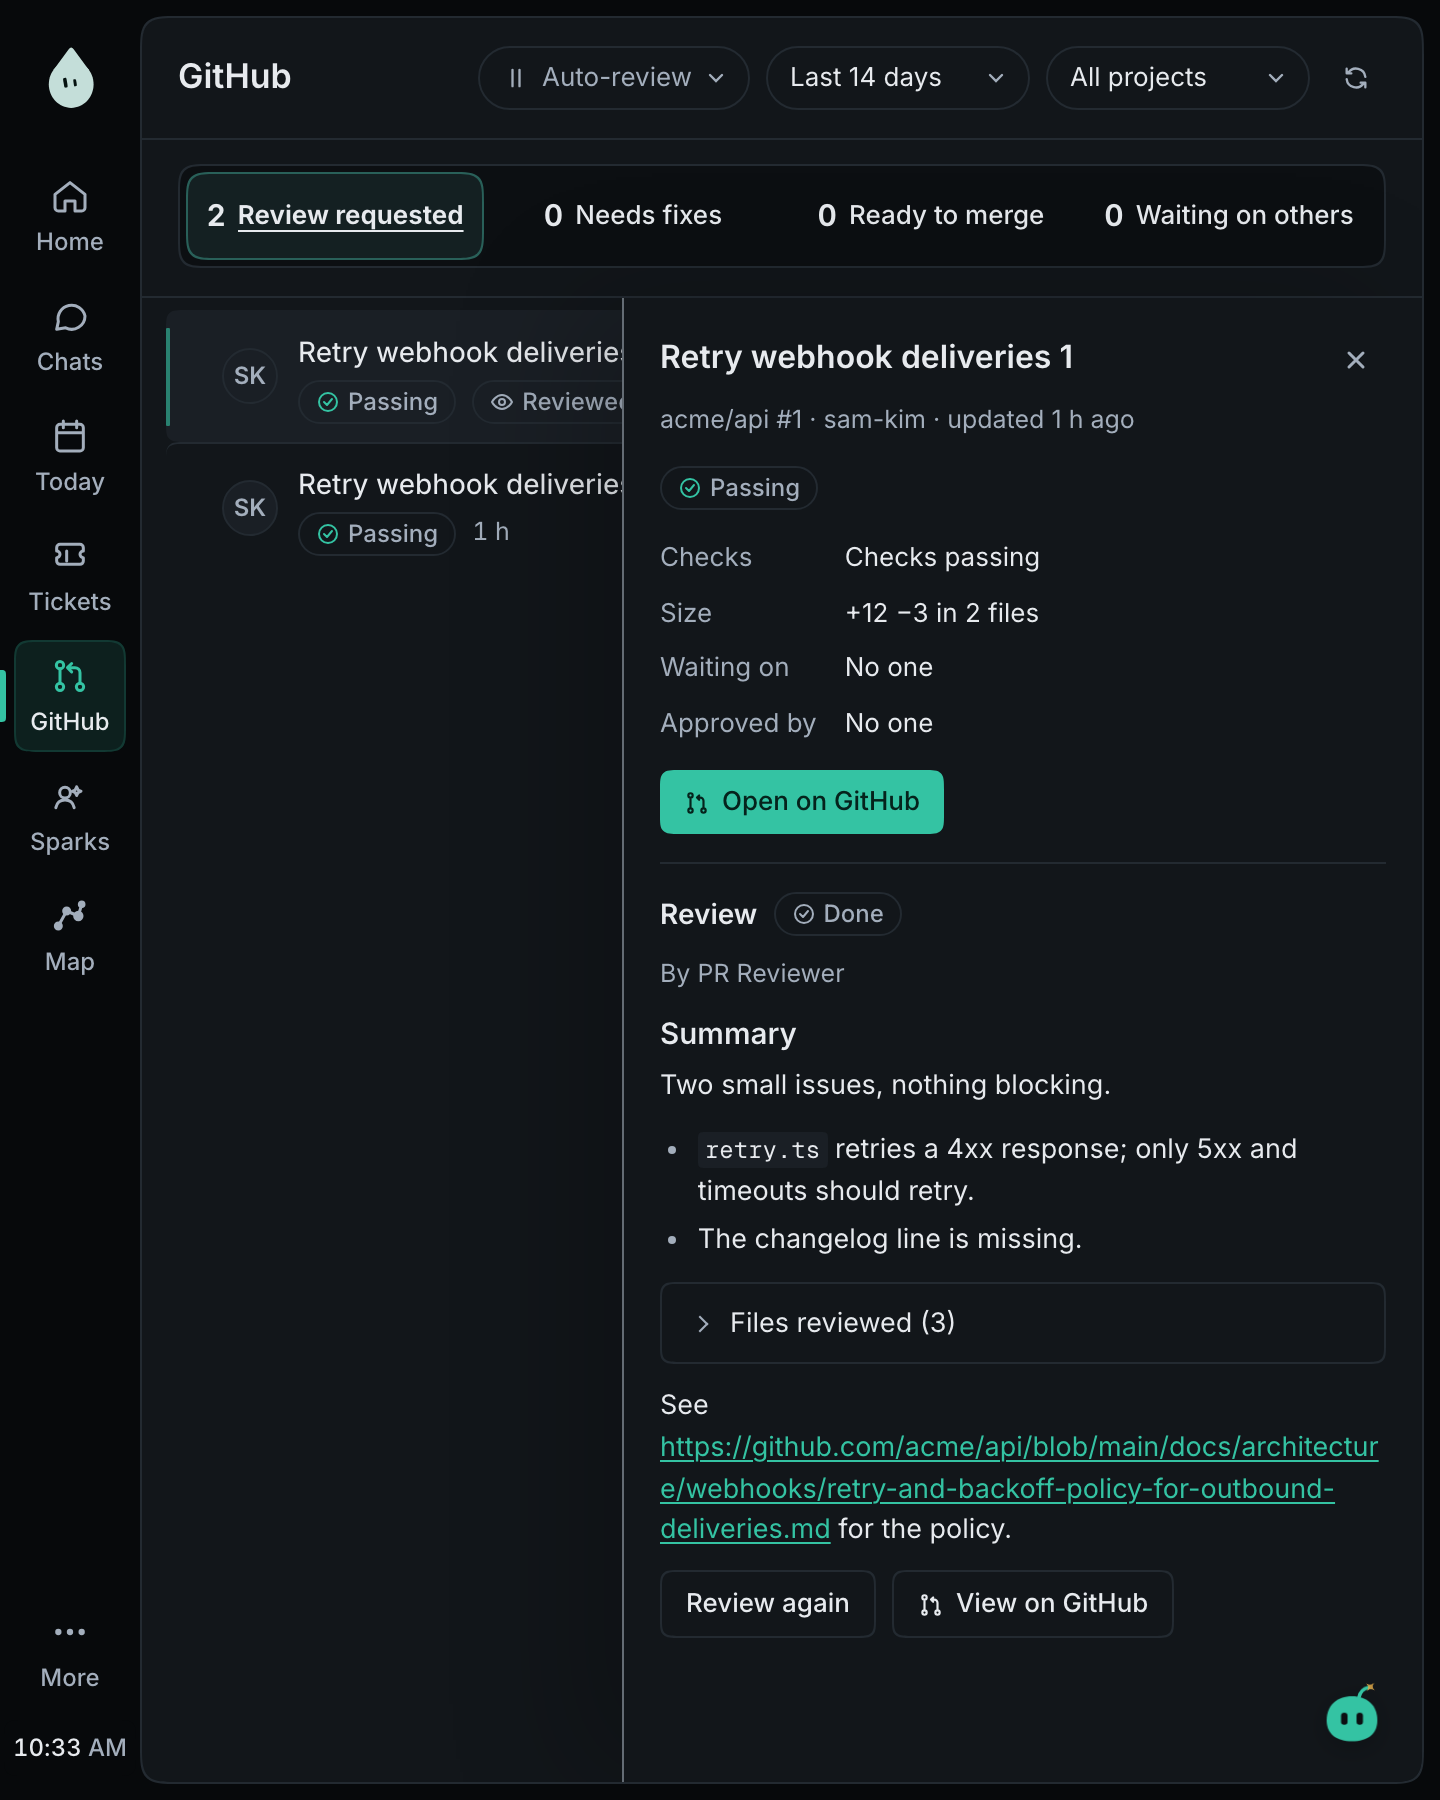 GitHub
Auto-review
Last 14 days
All projects
Home
Chats
Today
Tickets
GitHub
Sparks
Map
More
10:33 AM
2 Review requested
0 Needs fixes
0 Ready to merge
0 Waiting on others
SK
Retry webhook deliveries
Passing
Reviewed
SK
Retry webhook deliveries
Passing
1 h
Retry webhook deliveries 1
acme/api #1 · sam-kim · updated 1 h ago
Passing
Checks Checks passing
Size +12 −3 in 2 files
Waiting on No one
Approved by No one
Open on GitHub
Review
Done
By PR Reviewer
Summary
Two small issues, nothing blocking.
• retry.ts retries a 4xx response; only 5xx and
timeouts should retry.
• The changelog line is missing.
Files reviewed (3)
See
https://github.com/acme/api/blob/main/docs/architectur
e/webhooks/retry-and-backoff-policy-for-outbound-
deliveries.md for the policy.
Review again
View on GitHub